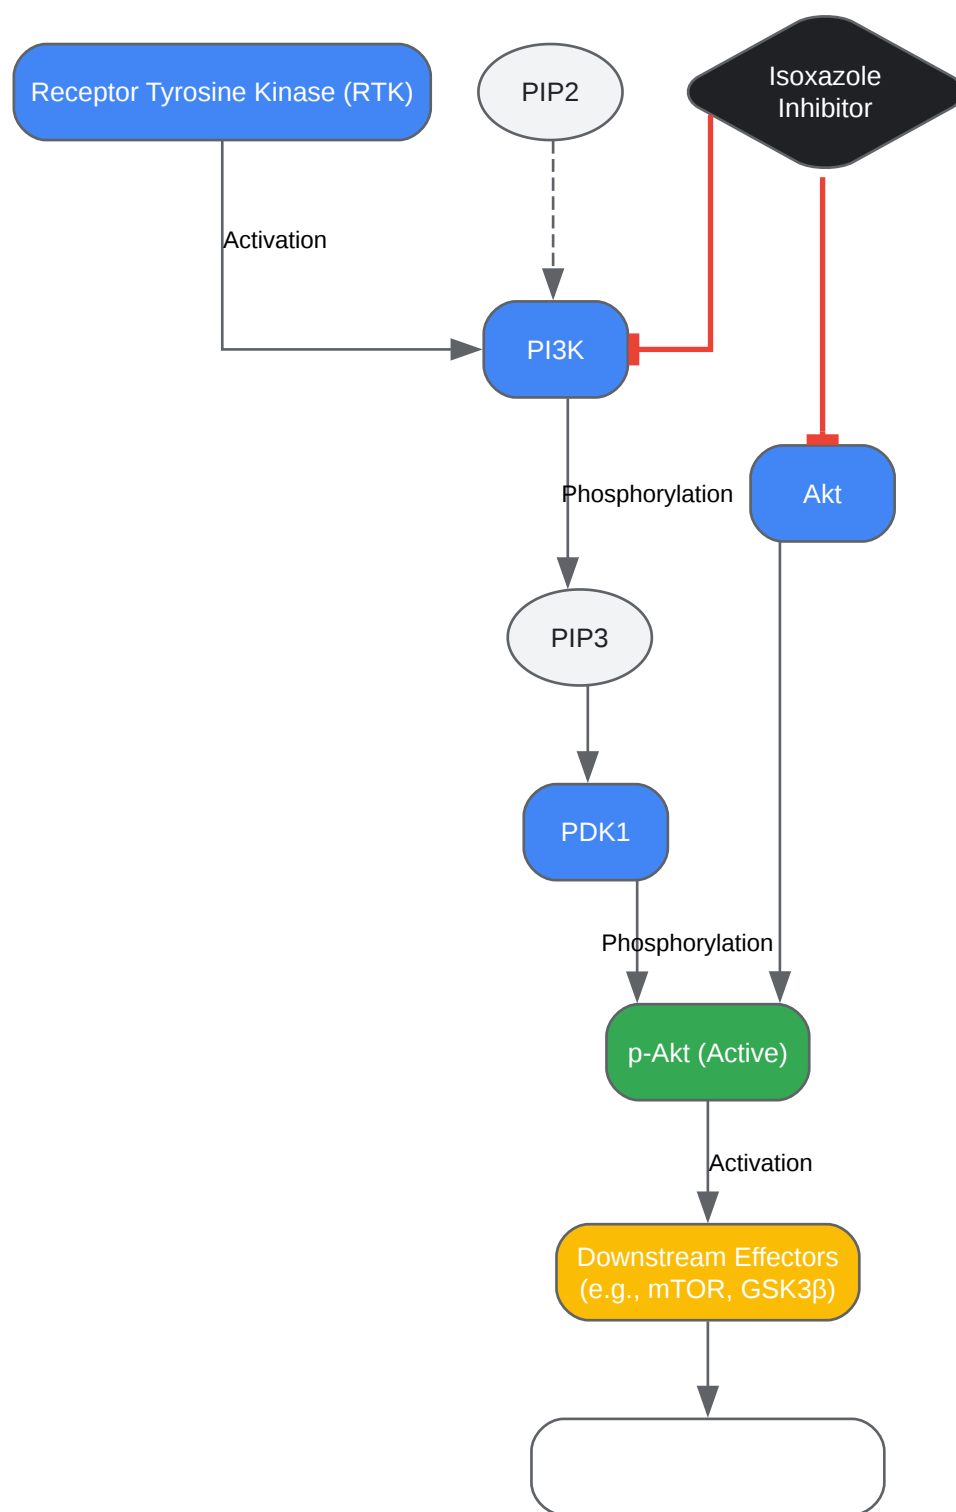 Receptor Tyrosine Kinase (RTK)
PIP2
Isoxazole
Inhibitor
Activation
PI3K
Phosphorylation
Akt
PIP3
PDK1
Phosphorylation
p-Akt (Active)
Activation
Downstream Effectors
(e.g., mTOR, GSK3β)